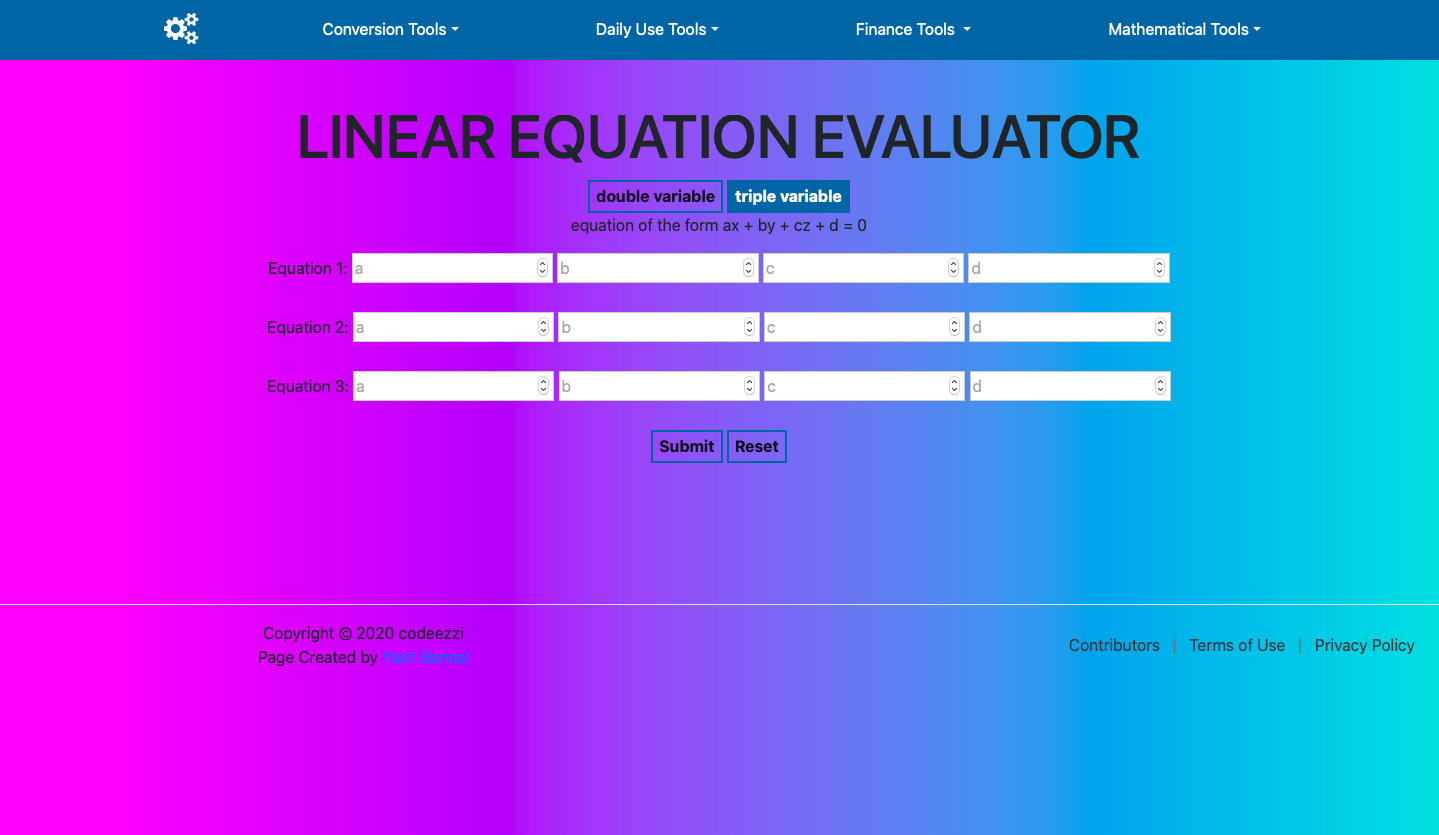 Conversion Tools Daily Use Tools Finance Tools Mathematical Tools
LINEAR EQUATION EVALUATOR
double variable triple variable
equation of the form ax + by + cz + d = 0
Equation 1: a b c d
Equation 2: a b c d
Equation 3: a b c d
Submit Reset
Copyright © 2020 codeezzi
Page Created by Yash Bansal
Contributors | Terms of Use | Privacy Policy